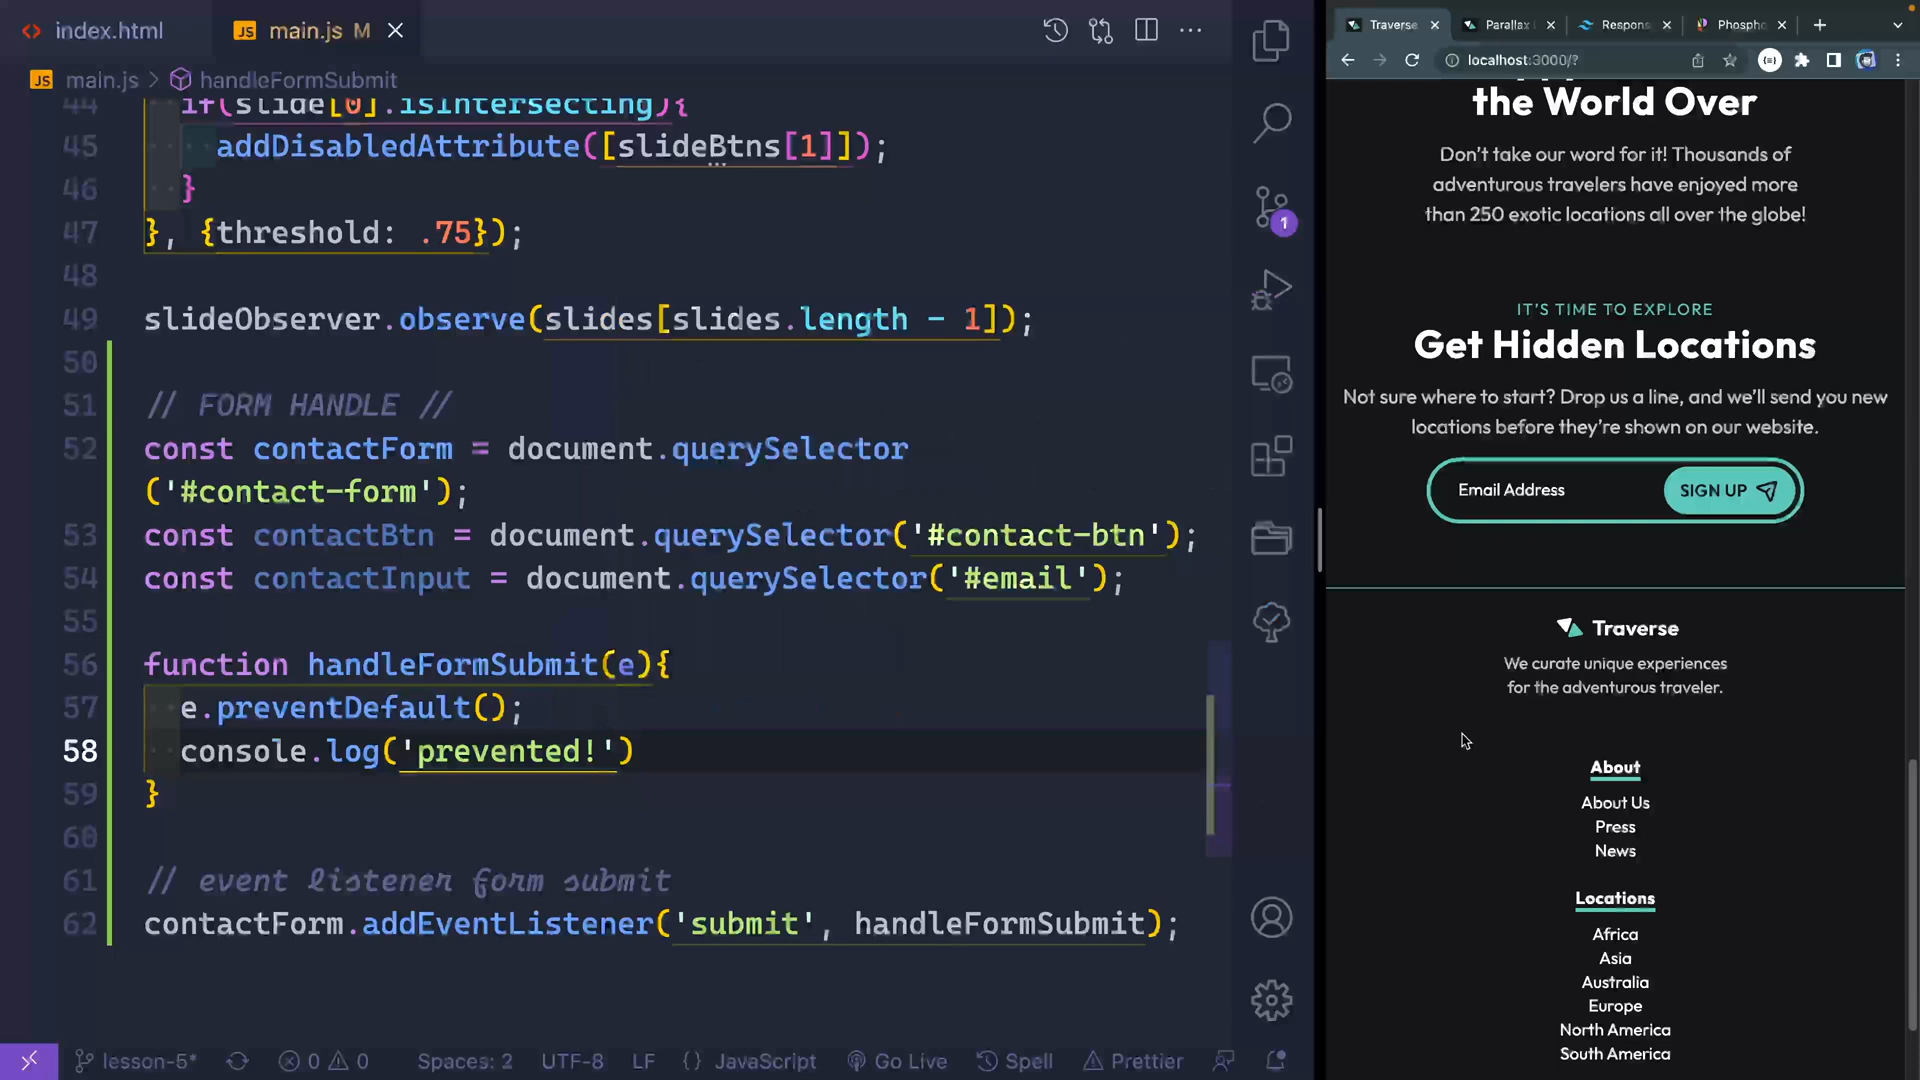 index.html
JS main.js M
JS main.js > handleFormSubmit
44 if(slide[0].isIntersecting){
45 addDisabledAttribute([slideBtns[1]]);
46 }
47 }, {threshold: .75});
48
49 slideObserver.observe(slides[slides.length - 1]);
50
51 // FORM HANDLE //
52 const contactForm = document.querySelector
('#contact-form');
53 const contactBtn = document.querySelector('#contact-btn');
54 const contactInput = document.querySelector('#email');
55
56 function handleFormSubmit(e){
57 e.preventDefault();
58 console.log('prevented!')
59 }
60
61 // event listener form submit
62 contactForm.addEventListener('submit', handleFormSubmit);
1
lesson-5* 0 0 Spaces: 2 UTF-8 LF {} JavaScript Go Live Spell Prettier
Traverse Parallax Respons Phospho
localhost:3000/?
the World Over
Don't take our word for it! Thousands of
adventurous travelers have enjoyed more
than 250 exotic locations all over the globe!
IT'S TIME TO EXPLORE
Get Hidden Locations
Not sure where to start? Drop us a line, and we'll send you new
locations before they're shown on our website.
Email Address SIGN UP
Traverse
We curate unique experiences
for the adventurous traveler.
About
About Us
Press
News
Locations
Africa
Asia
Australia
Europe
North America
South America